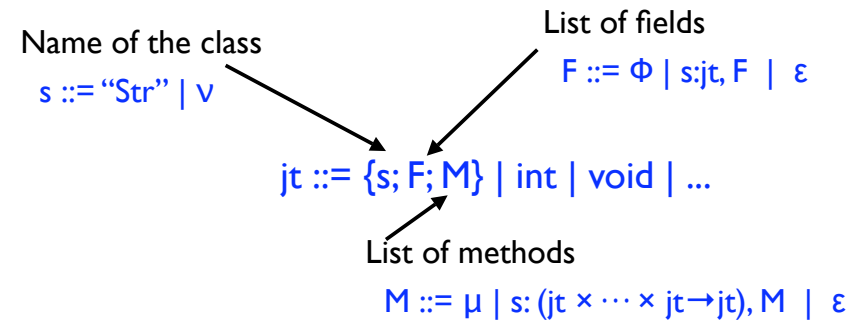 Name of the class
s ::= “Str” | ν
List of fields
F ::= Φ | s:jt, F | ε
jt ::= {s; F; M} | int | void | ...
List of methods
M ::= μ | s: (jt × ··· × jt→jt), M | ε